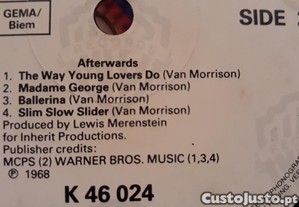 GEMA/
Biem
SIDE
Afterwards
1. The Way Young Lovers Do (Van Morrison)
2. Madame George (Van Morrison)
3. Ballerina (Van Morrison)
4. Slim Slow Slider (Van Morrison)
Produced by Lewis Merenstein
for Inherit Productions.
Publisher credits:
MCPS (2) WARNER BROS. MUSIC (1,3,4)
Ⓟ 1968
K 46 024
CustoJusto.pt